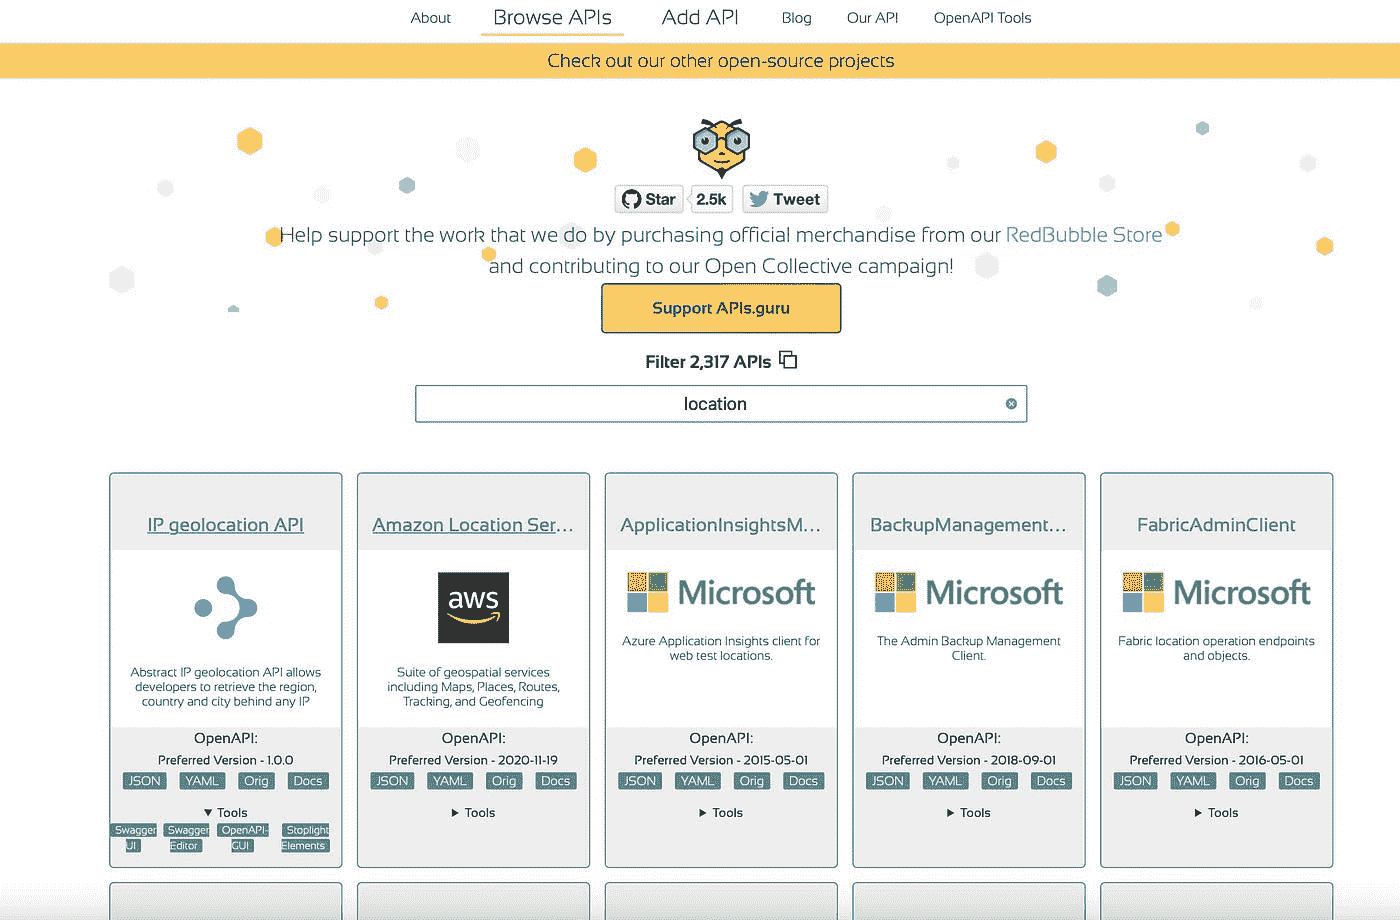 About Browse APIs Add API Blog Our API OpenAPI Tools
Check out our other open-source projects
Star 2.5k Tweet
Help support the work that we do by purchasing official merchandise from our RedBubble Store
and contributing to our Open Collective campaign!
Support APIs.guru
Filter 2,317 APIs
location
IP geolocation API
Abstract IP geolocation API allows
developers to retrieve the region,
country and city behind any IP
OpenAPI:
Preferred Version - 1.0.0
JSON YAML Orig Docs
▼ Tools
Swagger UI
Swagger Editor
OpenAPI-GUI
Stoplight Elements
Amazon Location Ser...
aws
Suite of geospatial services
including Maps, Places, Routes,
Tracking, and Geofencing
OpenAPI:
Preferred Version - 2020-11-19
JSON YAML Orig Docs
► Tools
ApplicationInsightsM...
Microsoft
Azure Application Insights client for
web test locations.
OpenAPI:
Preferred Version - 2015-05-01
JSON YAML Orig Docs
► Tools
BackupManagement...
Microsoft
The Admin Backup Management
Client.
OpenAPI:
Preferred Version - 2018-09-01
JSON YAML Orig Docs
► Tools
FabricAdminClient
Microsoft
Fabric location operation endpoints
and objects.
OpenAPI:
Preferred Version - 2016-05-01
JSON YAML Orig Docs
► Tools